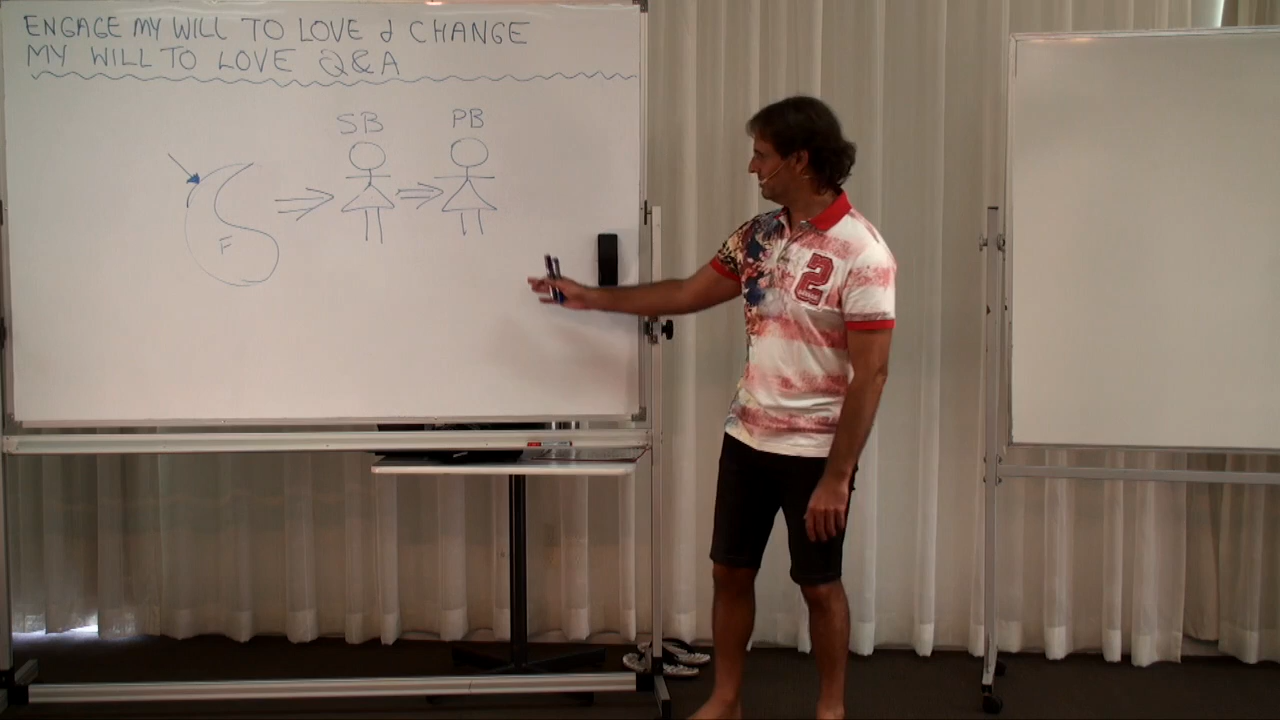 ENGAGE MY WILL TO LOVE & CHANGE
MY WILL TO LOVE Q&A
SB PB
F
2